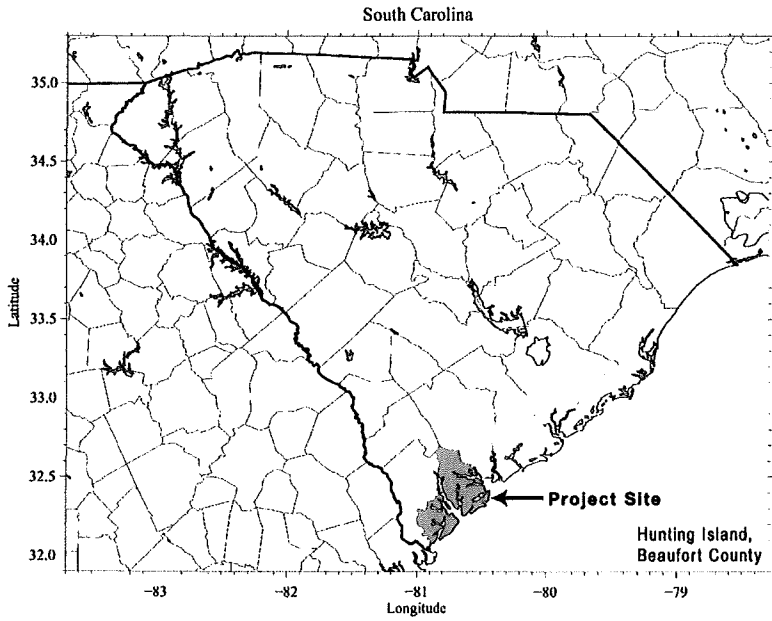 South Carolina
35.0
34.5
34.0
33.5
33.0
32.5
32.0
Latitude
Project Site
Hunting Island,
Beaufort County
−83
−82
−81
−80
−79
Longitude